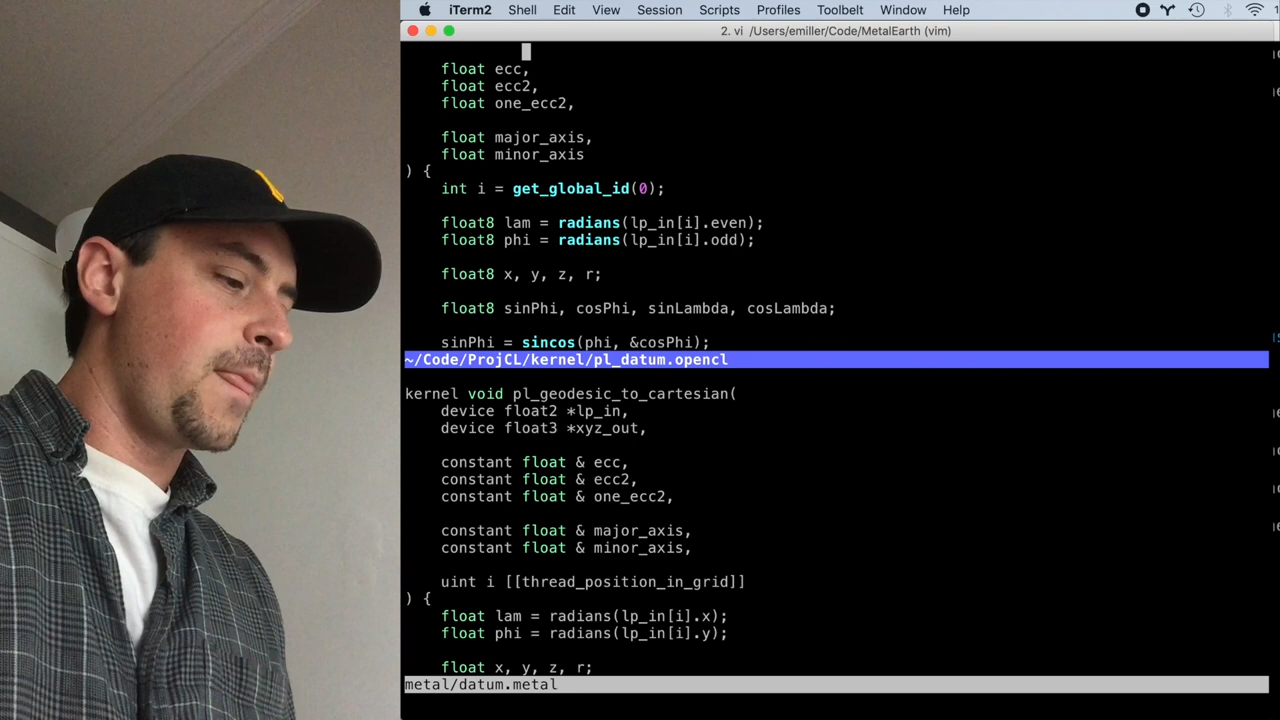 iTerm2 Shell Edit View Session Scripts Profiles Toolbelt Window Help
2. vi /Users/emiller/Code/MetalEarth (vim)
float ecc,
float ecc2,
float one_ecc2,
float major_axis,
float minor_axis
) {
int i = get_global_id(0);
float8 lam = radians(lp_in[i].even);
float8 phi = radians(lp_in[i].odd);
float8 x, y, z, r;
float8 sinPhi, cosPhi, sinLambda, cosLambda;
sinPhi = sincos(phi, &cosPhi);
~/Code/ProjCL/kernel/pl_datum.opencl
kernel void pl_geodesic_to_cartesian(
device float2 *lp_in,
device float3 *xyz_out,
constant float & ecc,
constant float & ecc2,
constant float & one_ecc2,
constant float & major_axis,
constant float & minor_axis,
uint i [[thread_position_in_grid]]
) {
float lam = radians(lp_in[i].x);
float phi = radians(lp_in[i].y);
float x, y, z, r;
metal/datum.metal